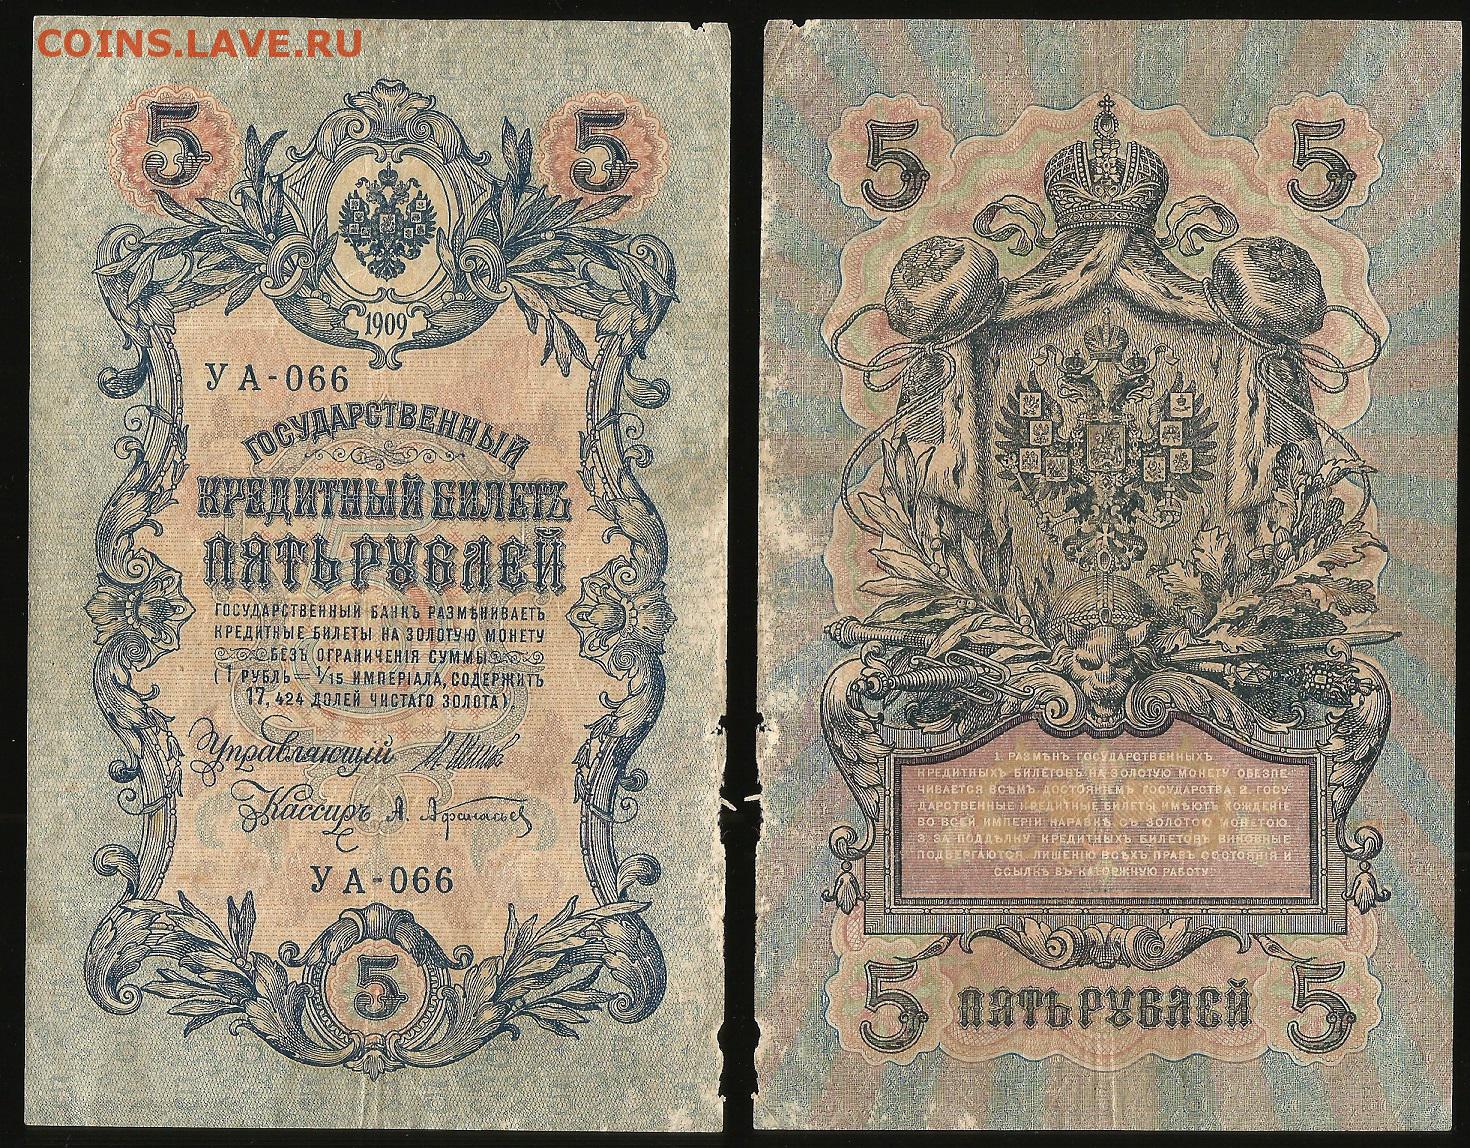 COINS.LAVE.RU
5 5
1909
УА-066
ГОСУДАРСТВЕННЫЙ
КРЕДИТНЫЙ БИЛЕТЪ
ПЯТЬ РУБЛЕЙ
ГОСУДАРСТВЕННЫЙ БАНКЪ РАЗМѢНИВАЕТЪ
КРЕДИТНЫЕ БИЛЕТЫ НА ЗОЛОТУЮ МОНЕТУ
БЕЗЪ ОГРАНИЧЕНІЯ СУММЫ
(1 РУБЛЬ — 1/15 ИМПЕРІАЛА, СОДЕРЖИТЪ
17, 424 ДОЛЕЙ ЧИСТАГО ЗОЛОТА).
Управляющій
Кассиръ А. Афанасьев
УА-066
5
5 5
1. РАЗМѢНЪ ГОСУДАРСТВЕННЫХЪ
КРЕДИТНЫХЪ БИЛЕТОВЪ НА ЗОЛОТУЮ МОНЕТУ ОБЕЗПЕ-
ЧИВАЕТСЯ ВСѢМЪ ДОСТОЯНІЕМЪ ГОСУДАРСТВА. 2. ГОСУ-
ДАРСТВЕННЫЕ КРЕДИТНЫЕ БИЛЕТЫ ИМѢЮТЪ ХОЖДЕНІЕ
ВО ВСЕЙ ИМПЕРІИ НАРАВНѢ СЪ ЗОЛОТОЮ МОНЕТОЮ.
3. ЗА ПОДДѢЛКУ КРЕДИТНЫХЪ БИЛЕТОВЪ ВИНОВНЫЕ
ПОДВЕРГАЮТСЯ ЛИШЕНІЮ ВСѢХЪ ПРАВЪ СОСТОЯНІЯ И
ССЫЛКѢ ВЪ КАТОРЖНУЮ РАБОТУ.
5 ПЯТЬ РУБЛЕЙ 5